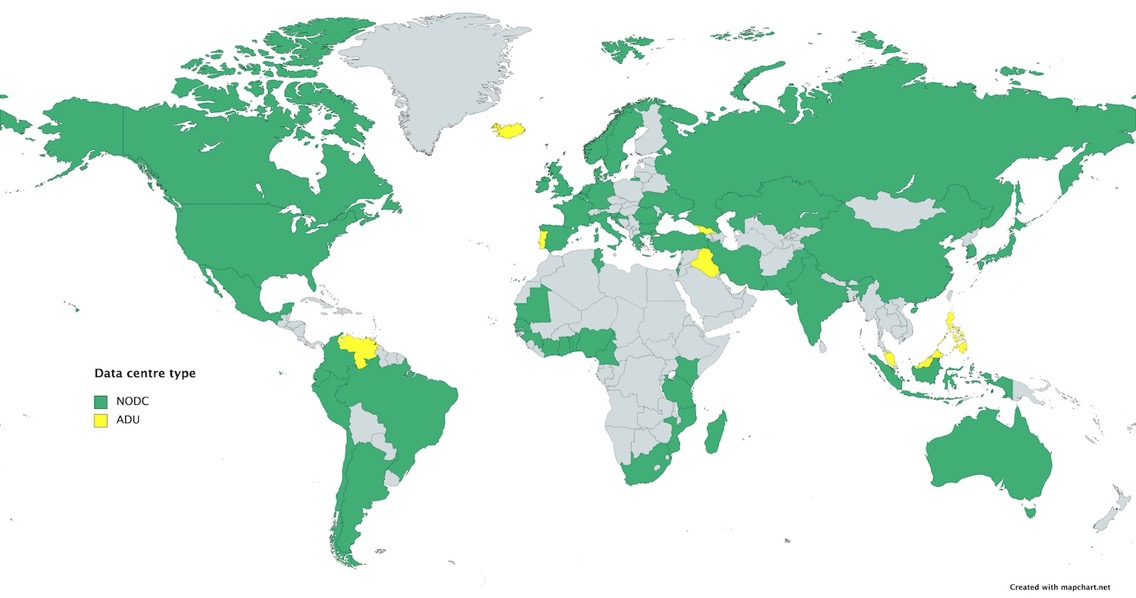 Data centre type
NODC
ADU
Created with mapchart.net